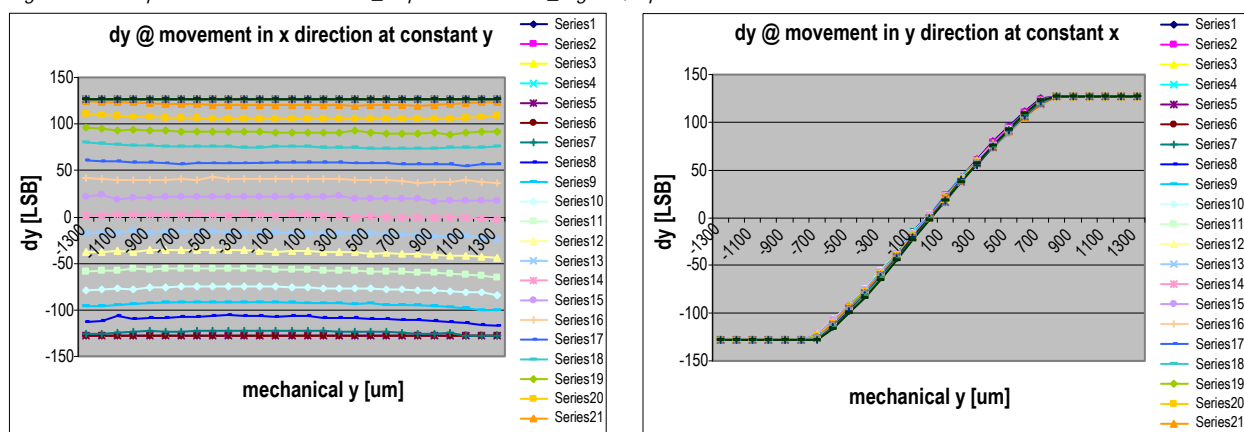 dy @ movement in x direction at constant y
150
100
50
0
-50
-100
-150
-1300
-1100
-900
-700
-500
-300
-100
100
300
500
700
900
1100
1300
dy [LSB]
mechanical y [um]
Series1
Series2
Series3
Series4
Series5
Series6
Series7
Series8
Series9
Series10
Series11
Series12
Series13
Series14
Series15
Series16
Series17
Series18
Series19
Series20
Series21
dy @ movement in y direction at constant x
150
100
50
0
-50
-100
-150
-1300
-1100
-900
-700
-500
-300
-100
100
300
500
700
900
1100
1300
dy [LSB]
mechanical y [um]
Series1
Series2
Series3
Series4
Series5
Series6
Series7
Series8
Series9
Series10
Series11
Series12
Series13
Series14
Series15
Series16
Series17
Series18
Series19
Series20
Series21